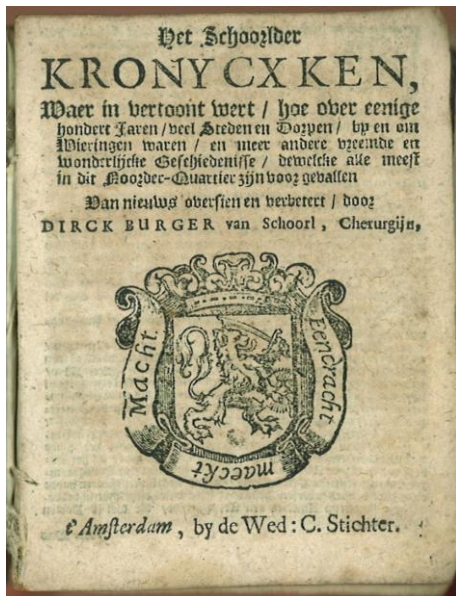 Het Schoorlder
KRONYCXKEN,
Waer in vertoont wert / hoe over eenige
hondert Jaren / veel Steden en Dorpen / by en om
Wieringen waren / en meer andere vreemde en
wonderlijcke Geschiedenisse / dewelcke alle meest
in dit Noorder-Quartier zijn voor gevallen
Van nieuws oversien en verbetert / door
DIRCK BURGER van Schoorl, Cherurgijn,
Eendracht
maeckt
Macht
t'Amsterdam, by de Wed: C. Stichter.